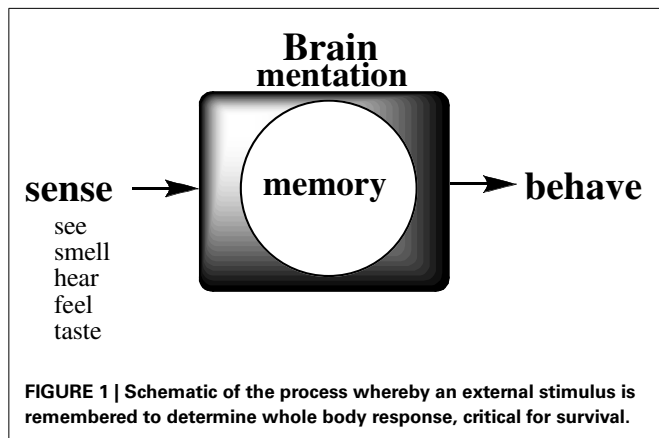 Brain
mentation
sense
memory
behave
see
smell
hear
feel
taste
FIGURE 1 | Schematic of the process whereby an external stimulus is
remembered to determine whole body response, critical for survival.